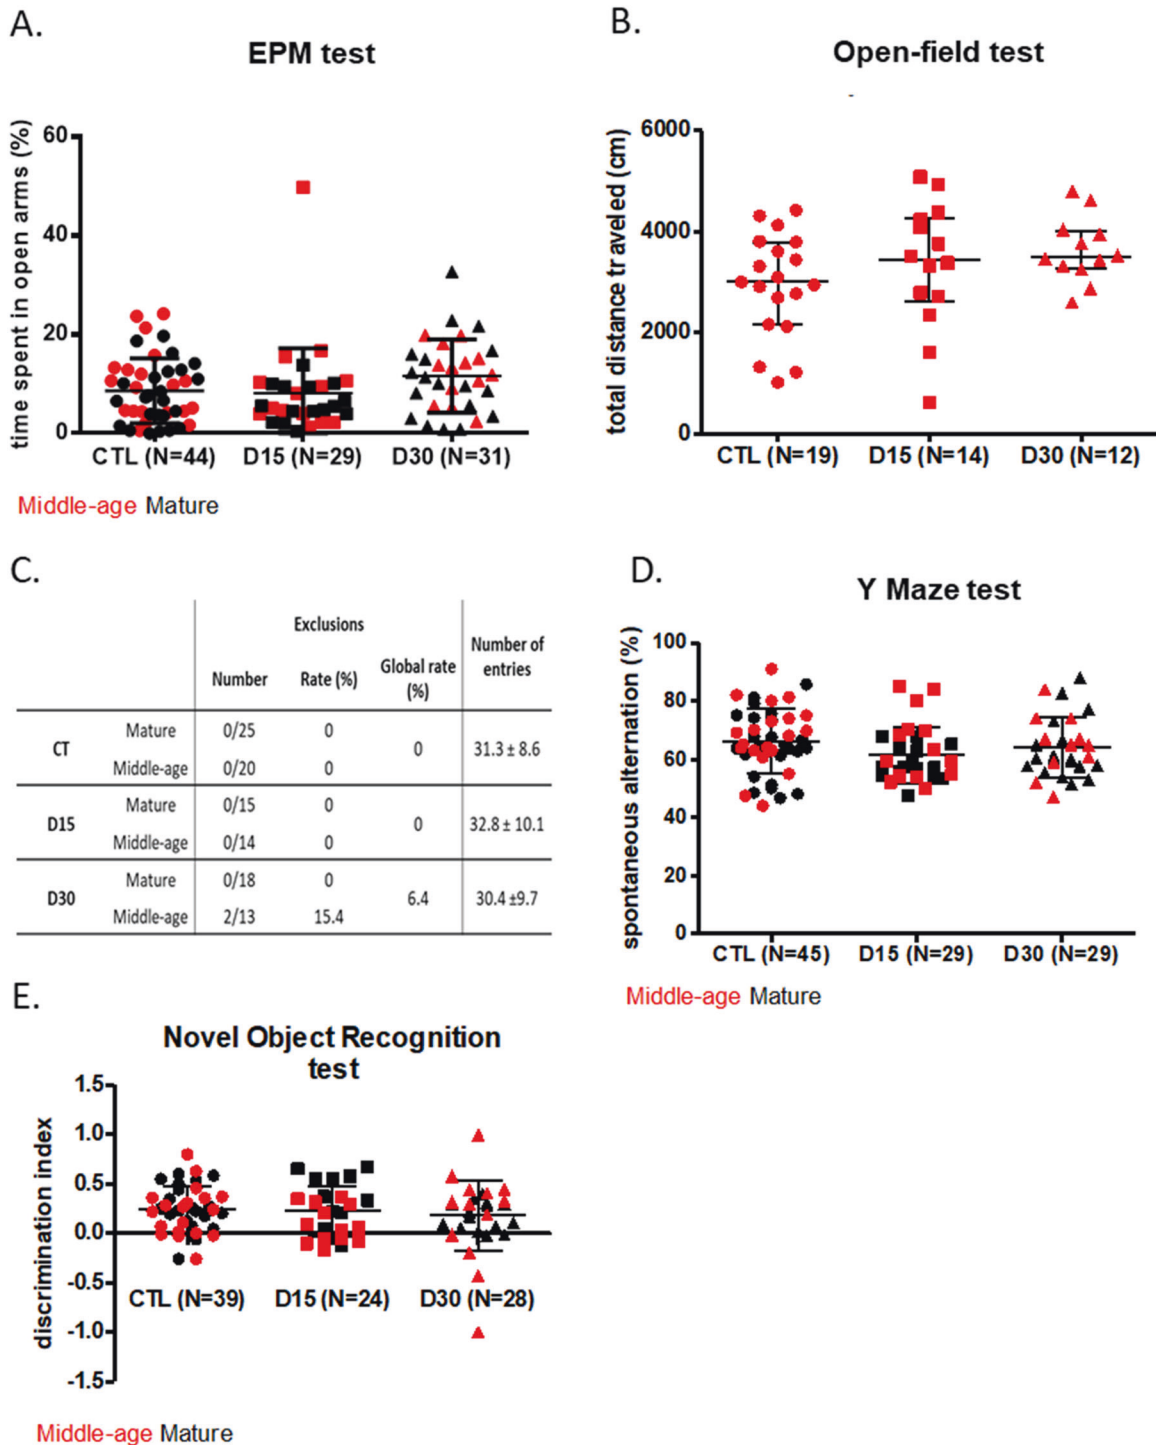 A.
EPM test
time spent in open arms (%)
60
40
20
0
CTL (N=44) D15 (N=29) D30 (N=31)
Middle-age Mature
B.
Open-field test
total distance traveled (cm)
6000
4000
2000
0
CTL (N=19) D15 (N=14) D30 (N=12)
C.
Exclusions
Number of
entries
Number Rate (%) Global rate
(%)
CT Mature 0/25 0 0 31.3 ± 8.6
Middle-age 0/20 0
D15 Mature 0/15 0 0 32.8 ± 10.1
Middle-age 0/14 0
D30 Mature 0/18 0 6.4 30.4 ±9.7
Middle-age 2/13 15.4
D.
Y Maze test
spontaneous alternation (%)
100
80
60
40
20
0
CTL (N=45) D15 (N=29) D30 (N=29)
Middle-age Mature
E.
Novel Object Recognition
test
discrimination index
1.5
1.0
0.5
0.0
-0.5
-1.0
-1.5
CTL (N=39) D15 (N=24) D30 (N=28)
Middle-age Mature